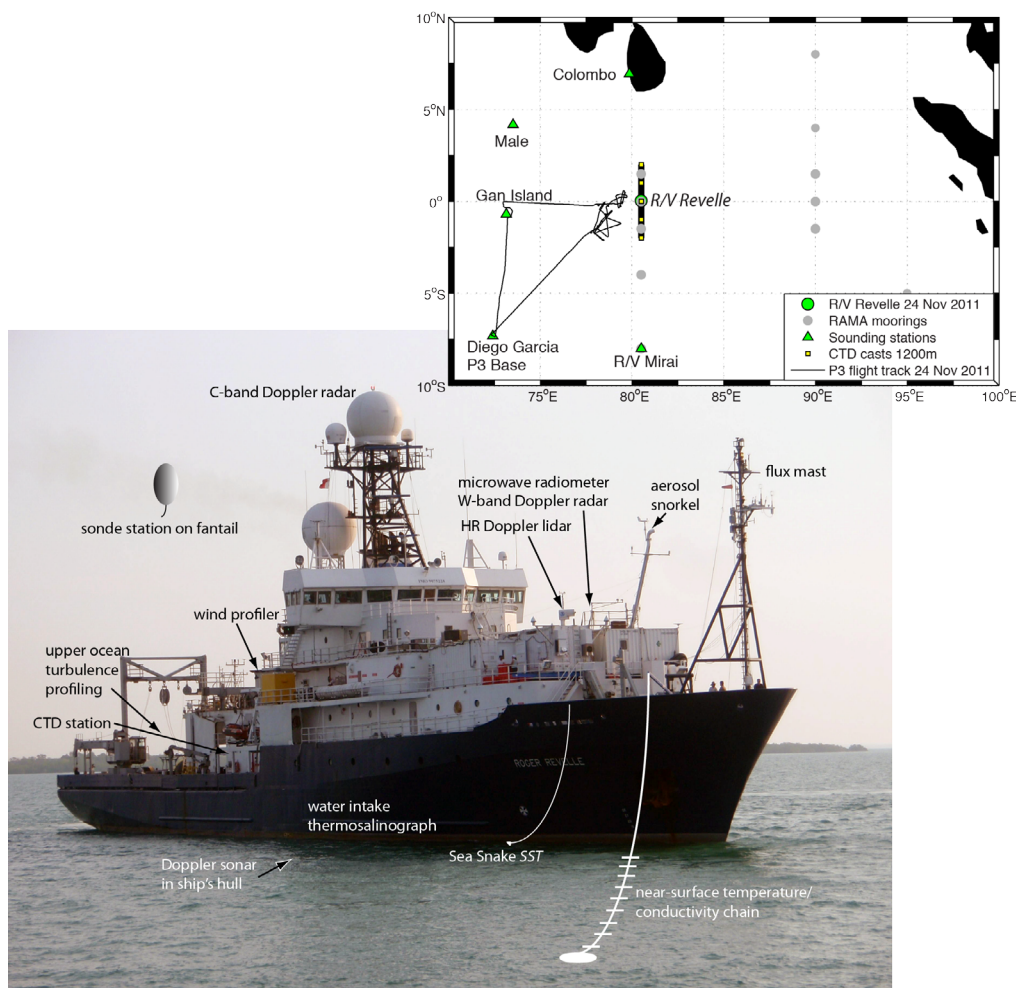 10°N
5°N
0°
5°S
10°S
75°E
80°E
85°E
90°E
95°E
100°E
Colombo
Male
Gan Island
R/V Revelle
Diego Garcia
P3 Base
R/V Mirai
R/V Revelle 24 Nov 2011
RAMA moorings
Sounding stations
CTD casts 1200m
P3 flight track 24 Nov 2011
C-band Doppler radar
sonde station on fantail
microwave radiometer
W-band Doppler radar
HR Doppler lidar
aerosol
snorkel
flux mast
wind profiler
upper ocean
turbulence
profiling
CTD station
ROGER REVELLE
water intake
thermosalinograph
Doppler sonar
in ship's hull
Sea Snake SST
near-surface temperature/
conductivity chain